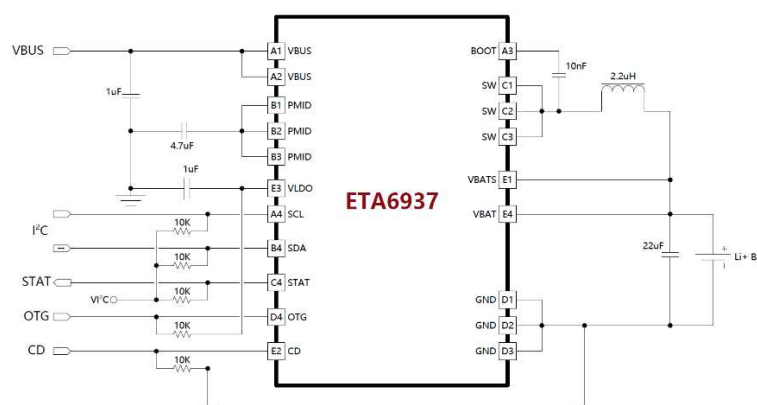 VBUS
1uF
4.7uF
1uF
I²C
10K
10K
STAT
VI²C
10K
OTG
10K
CD
10K
A1 VBUS
A2 VBUS
B1 PMID
B2 PMID
B3 PMID
E3 VLDO
A4 SCL
B4 SDA
C4 STAT
D4 OTG
E2 CD
ETA6937
BOOT A3
SW C1
SW C2
SW C3
VBATS E1
VBAT E4
GND D1
GND D2
GND D3
10nF
2.2uH
22uF
+
Li+ B